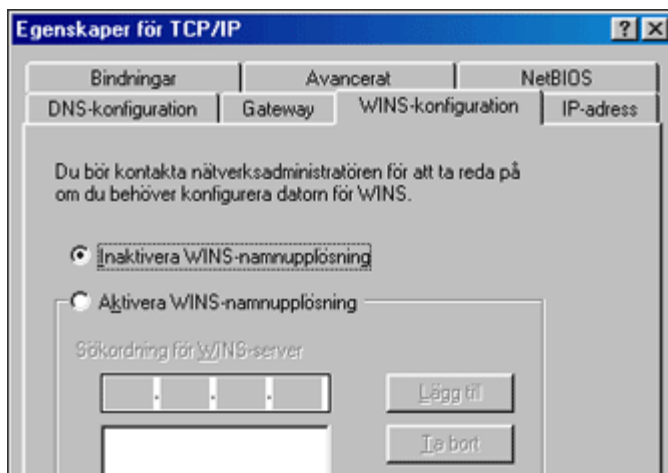 Egenskaper för TCP/IP
Bindningar Avancerat NetBIOS
DNS-konfiguration Gateway WINS-konfiguration IP-adress
Du bör kontakta nätverksadministratören för att ta reda på
om du behöver konfigurera datorn för WINS.
Inaktivera WINS-namnupplösning
Aktivera WINS-namnupplösning
Sökordning för WINS-server
Lägg till
Ta bort